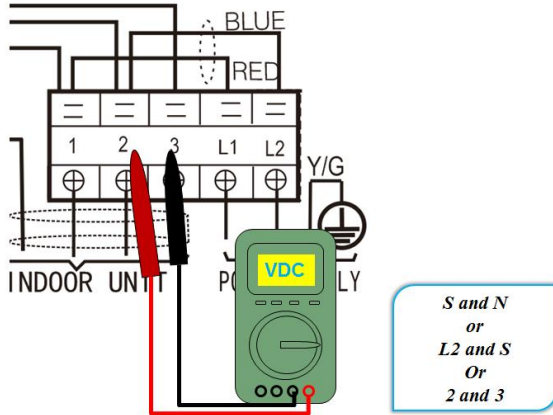 BLUE
RED
1 2 3 L1 L2
Y/G
INDOOR UNIT
VDC
S and N
or
L2 and S
Or
2 and 3